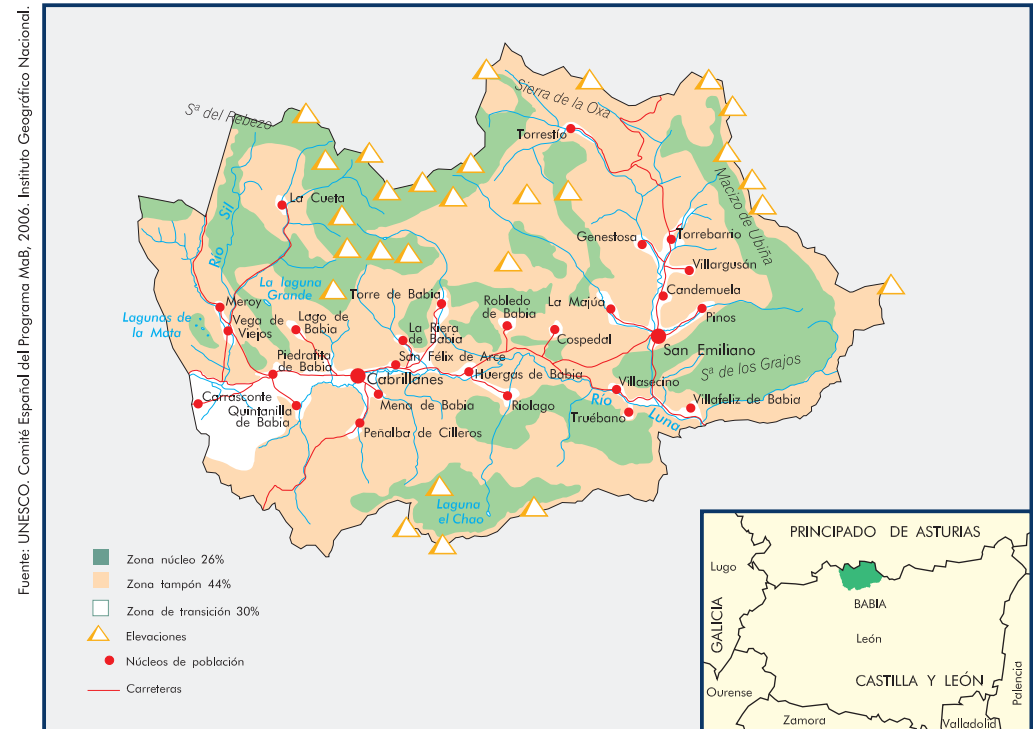 Fuente: UNESCO. Comité Español del Programa MaB, 2006. Instituto Geográfico Nacional.
Sª del Rebezo
Sierra de la Oxa
Torrestío
La Cueta
Río Sil
Macizo de Ubiña
Genestosa
Torrebarrio
Villargusán
La laguna
Grande
Torre de Babia
Candemuela
Meroy
Lagunas de
la Mata
Vega de
Viejos
Lago de
Babia
La Riera
de Babia
Robledo
de Babia
La Majúa
Pinos
Cospedal
San Emiliano
Piedrafita
de Babia
San Félix de Arce
Sª de los Grajos
Cabrillanes
Huergas de Babia
Villasecino
Carrasconte
Quintanilla
de Babia
Mena de Babia
Riolago
Río
Luna
Truébano
Villafeliz de Babia
Peñalba de Cilleros
Laguna
el Chao
Zona núcleo 26%
Zona tampón 44%
Zona de transición 30%
Elevaciones
Núcleos de población
Carreteras
PRINCIPADO DE ASTURIAS
Lugo
GALICIA
BABIA
León
CASTILLA Y LEÓN
Palencia
Ourense
Zamora
Valladolid